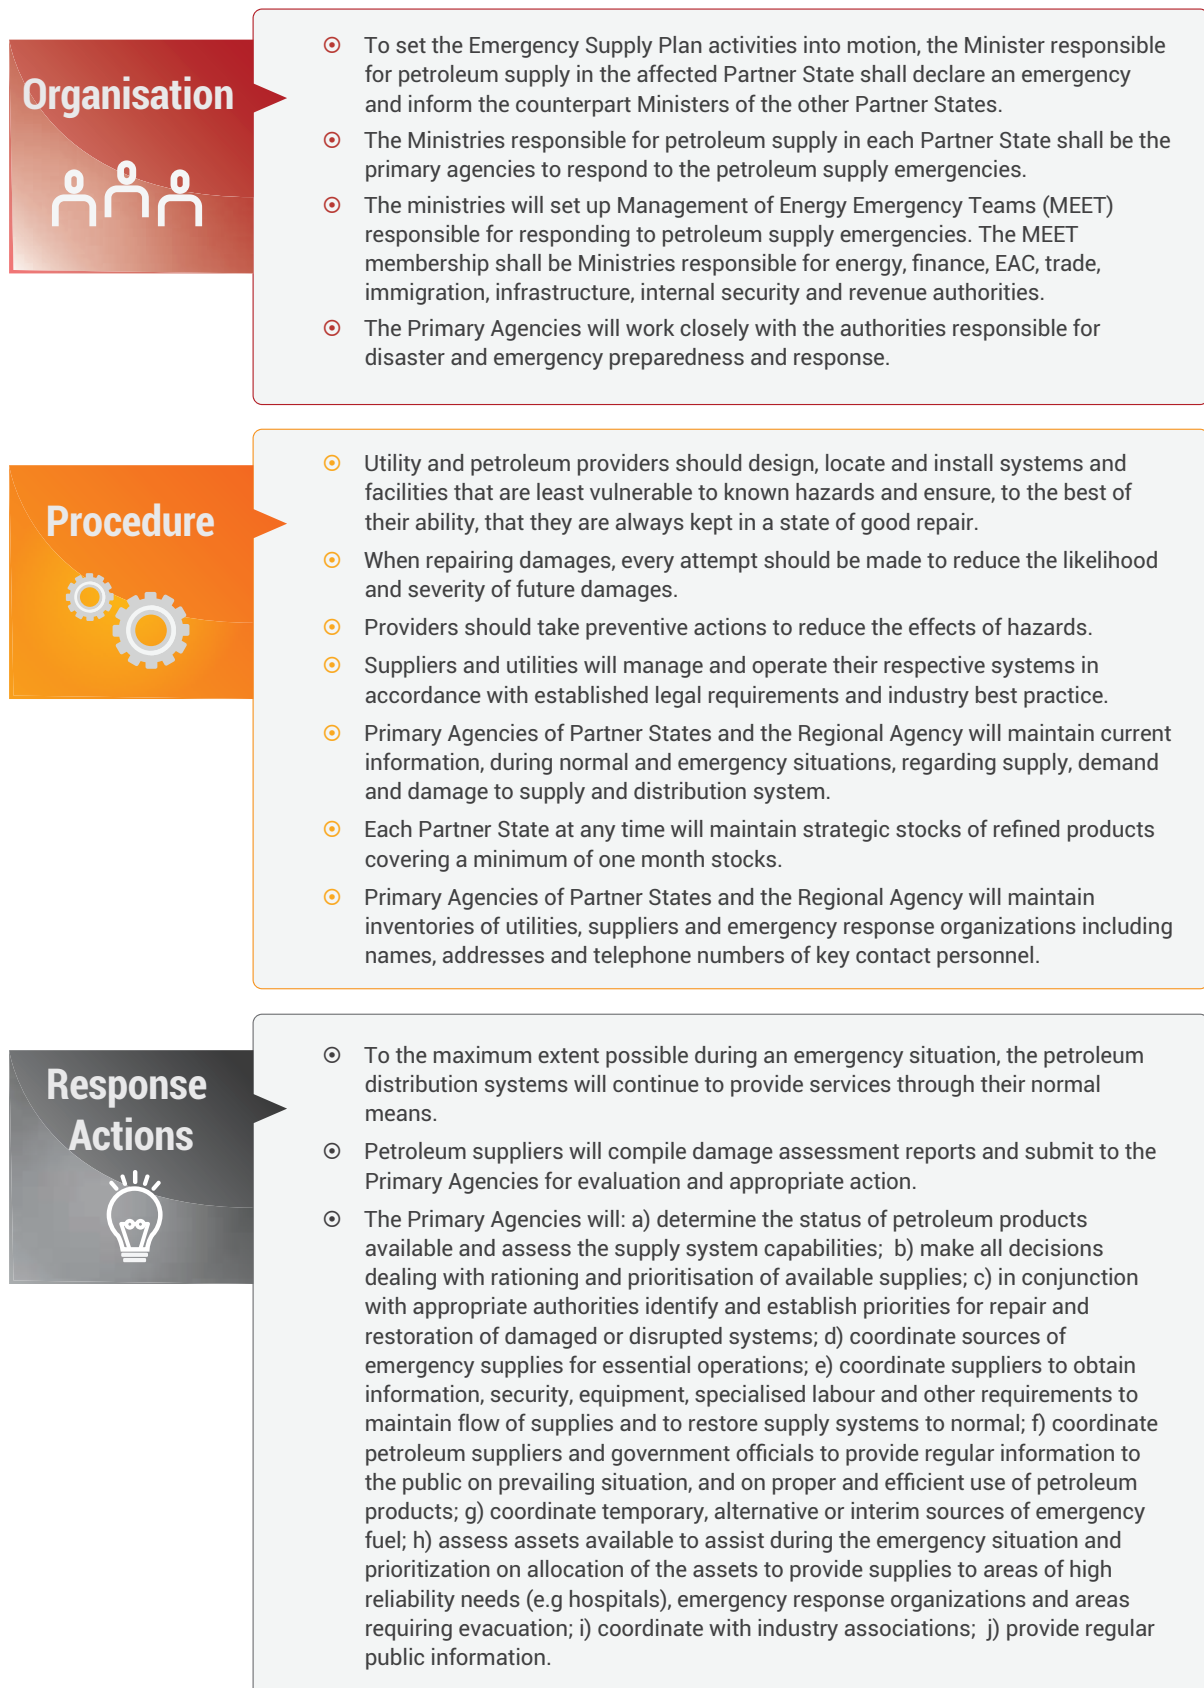 Organisation
To set the Emergency Supply Plan activities into motion, the Minister responsible
for petroleum supply in the affected Partner State shall declare an emergency
and inform the counterpart Ministers of the other Partner States.
The Ministries responsible for petroleum supply in each Partner State shall be the
primary agencies to respond to the petroleum supply emergencies.
The ministries will set up Management of Energy Emergency Teams (MEET)
responsible for responding to petroleum supply emergencies. The MEET
membership shall be Ministries responsible for energy, finance, EAC, trade,
immigration, infrastructure, internal security and revenue authorities.
The Primary Agencies will work closely with the authorities responsible for
disaster and emergency preparedness and response.
Procedure
Utility and petroleum providers should design, locate and install systems and
facilities that are least vulnerable to known hazards and ensure, to the best of
their ability, that they are always kept in a state of good repair.
When repairing damages, every attempt should be made to reduce the likelihood
and severity of future damages.
Providers should take preventive actions to reduce the effects of hazards.
Suppliers and utilities will manage and operate their respective systems in
accordance with established legal requirements and industry best practice.
Primary Agencies of Partner States and the Regional Agency will maintain current
information, during normal and emergency situations, regarding supply, demand
and damage to supply and distribution system.
Each Partner State at any time will maintain strategic stocks of refined products
covering a minimum of one month stocks.
Primary Agencies of Partner States and the Regional Agency will maintain
inventories of utilities, suppliers and emergency response organizations including
names, addresses and telephone numbers of key contact personnel.
Response
Actions
To the maximum extent possible during an emergency situation, the petroleum
distribution systems will continue to provide services through their normal
means.
Petroleum suppliers will compile damage assessment reports and submit to the
Primary Agencies for evaluation and appropriate action.
The Primary Agencies will: a) determine the status of petroleum products
available and assess the supply system capabilities; b) make all decisions
dealing with rationing and prioritisation of available supplies; c) in conjunction
with appropriate authorities identify and establish priorities for repair and
restoration of damaged or disrupted systems; d) coordinate sources of
emergency supplies for essential operations; e) coordinate suppliers to obtain
information, security, equipment, specialised labour and other requirements to
maintain flow of supplies and to restore supply systems to normal; f) coordinate
petroleum suppliers and government officials to provide regular information to
the public on prevailing situation, and on proper and efficient use of petroleum
products; g) coordinate temporary, alternative or interim sources of emergency
fuel; h) assess assets available to assist during the emergency situation and
prioritization on allocation of the assets to provide supplies to areas of high
reliability needs (e.g hospitals), emergency response organizations and areas
requiring evacuation; i) coordinate with industry associations; j) provide regular
public information.